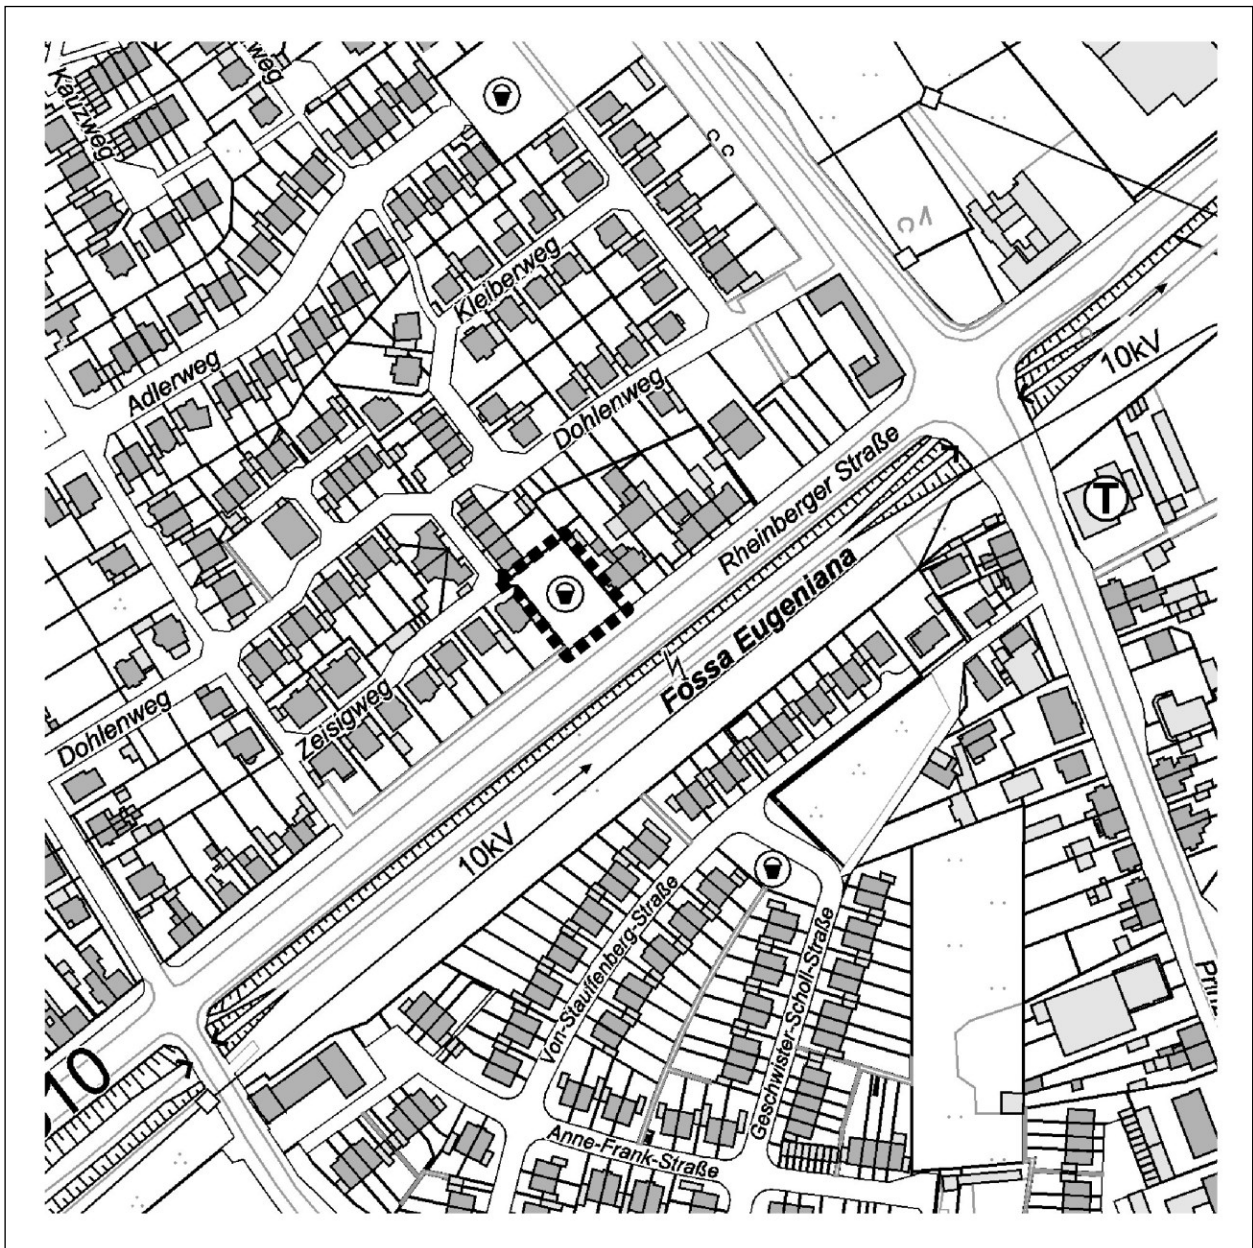 Kauzweg
Adlerweg
Kleiberweg
Dohlenweg
Rheinberger Straße
10kV
T
Fossa Eugeniana
Zeisigweg
Dohlenweg
10kV
Von-Stauffenberg-Straße
Geschwister-Scholl-Straße
Anne-Frank-Straße